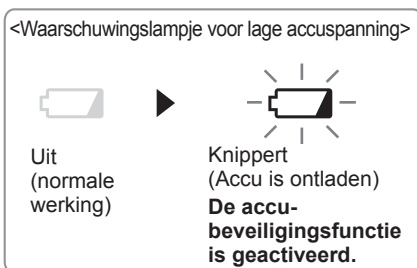 <Waarschuwingslampje voor lage accuspanning>
Uit
(normale
werking)
Knippert
(Accu is ontladen)
De accu-
beveiligingsfunctie
is geactiveerd.